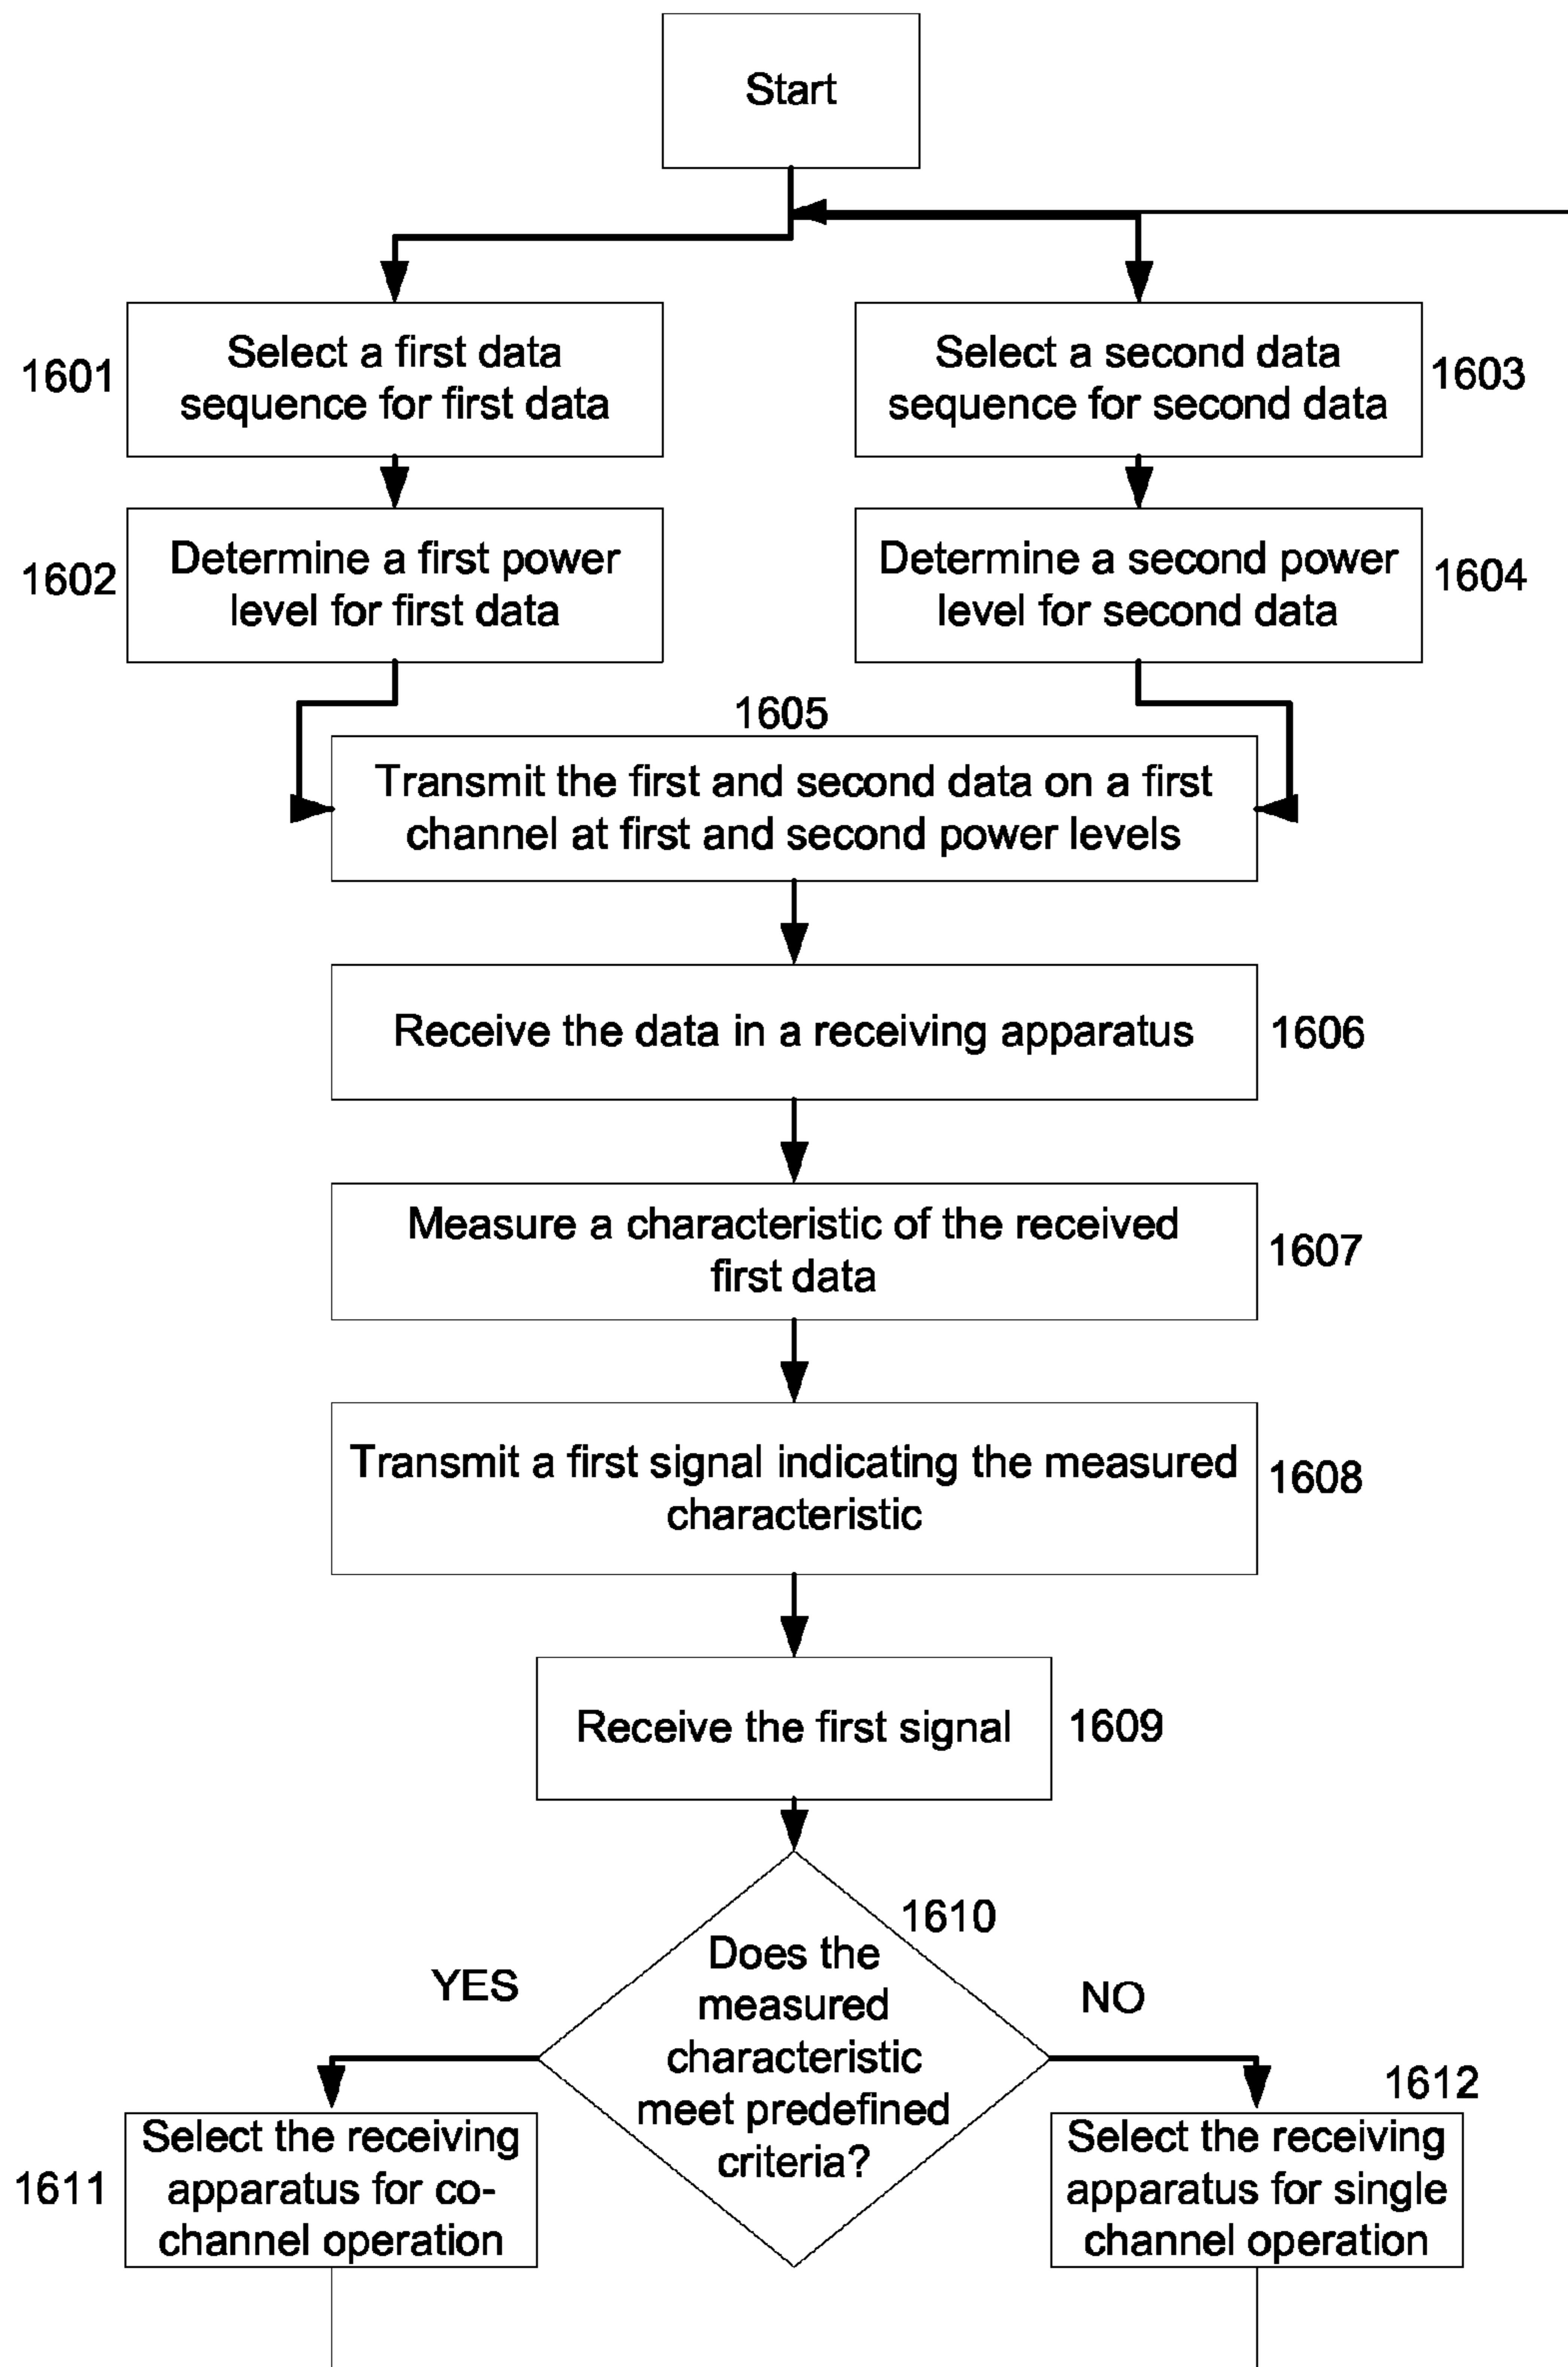 Start
1601
Select a first data
sequence for first data
Select a second data
sequence for second data
1603
1602
Determine a first power
level for first data
Determine a second power
level for second data
1604
1605
Transmit the first and second data on a first
channel at first and second power levels
Receive the data in a receiving apparatus
1606
Measure a characteristic of the received
first data
1607
Transmit a first signal indicating the measured
characteristic
1608
Receive the first signal
1609
1610
Does the
measured
characteristic
meet predefined
criteria?
YES
NO
1611
Select the receiving
apparatus for co-
channel operation
1612
Select the receiving
apparatus for single
channel operation